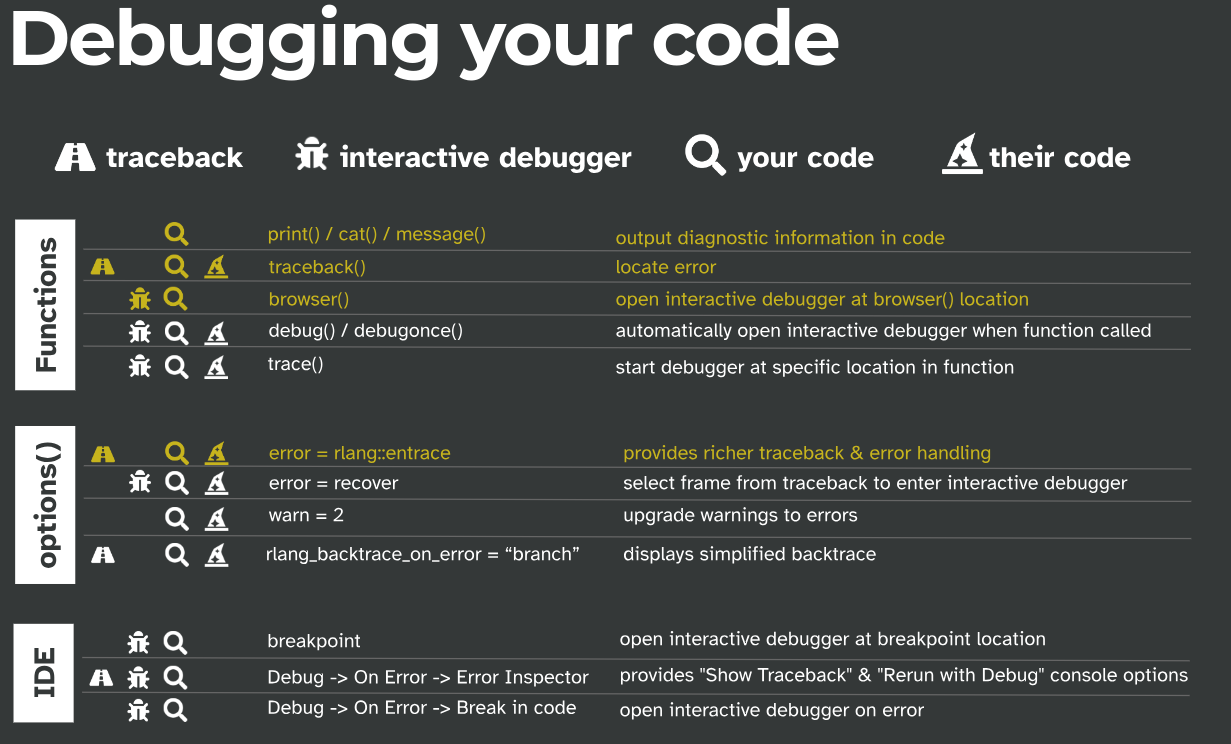 Debugging your code
traceback interactive debugger your code their code
Functions
print() / cat() / message() output diagnostic information in code
traceback() locate error
browser() open interactive debugger at browser() location
debug() / debugonce() automatically open interactive debugger when function called
trace() start debugger at specific location in function
options()
error = rlang::entrace provides richer traceback & error handling
error = recover select frame from traceback to enter interactive debugger
warn = 2 upgrade warnings to errors
rlang_backtrace_on_error = “branch” displays simplified backtrace
IDE
breakpoint open interactive debugger at breakpoint location
Debug -> On Error -> Error Inspector provides "Show Traceback" & "Rerun with Debug" console options
Debug -> On Error -> Break in code open interactive debugger on error